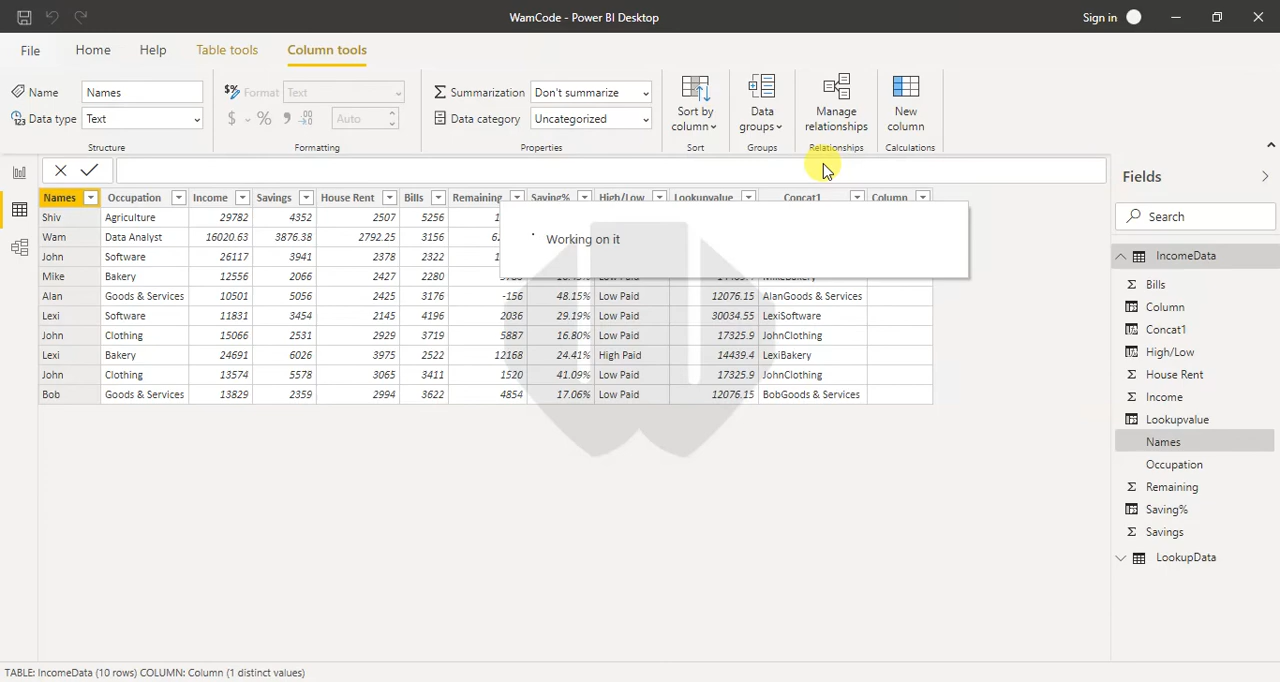 WamCode - Power BI Desktop
Sign in
File Home Help Table tools Column tools
Name Names
Data type Text
Structure
Format Text
$ % 9 Auto
Formatting
Summarization Don't summarize
Data category Uncategorized
Properties
Sort by column
Sort
Data groups
Groups
Manage relationships
Relationships
New column
Calculations
Names Occupation Income Savings House Rent Bills Remaining Saving% High/Low Lookupvalue Concat1 Column
Shiv Agriculture 29782 4352 2507 5256 1
Wam Data Analyst 16020.63 3876.38 2792.25 3156 62
John Software 26117 3941 2378 2322 1
Mike Bakery 12556 2066 2427 2280
Alan Goods & Services 10501 5056 2425 3176 -156 48.15% Low Paid 12076.15 AlanGoods & Services
Lexi Software 11831 3454 2145 4196 2036 29.19% Low Paid 30034.55 LexiSoftware
John Clothing 15066 2531 2929 3719 5887 16.80% Low Paid 17325.9 JohnClothing
Lexi Bakery 24691 6026 3975 2522 12168 24.41% High Paid 14439.4 LexiBakery
John Clothing 13574 5578 3065 3411 1520 41.09% Low Paid 17325.9 JohnClothing
Bob Goods & Services 13829 2359 2994 3622 4854 17.06% Low Paid 12076.15 BobGoods & Services
Working on it
Fields
Search
IncomeData
Bills
Column
Concat1
High/Low
House Rent
Income
Lookupvalue
Names
Occupation
Remaining
Saving%
Savings
LookupData
TABLE: IncomeData (10 rows) COLUMN: Column (1 distinct values)